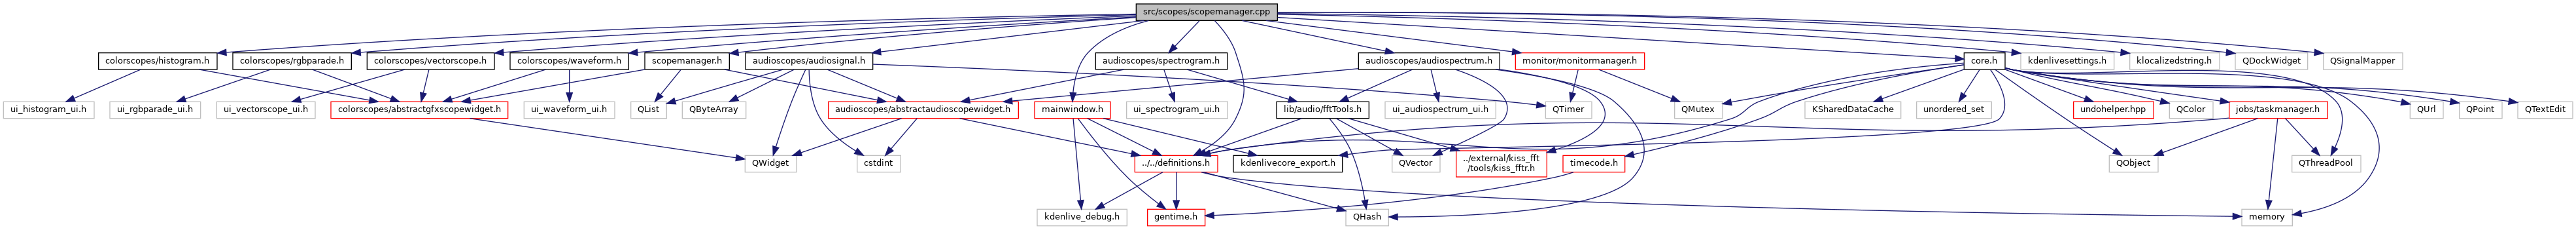 src/scopes/scopemanager.cpp
colorscopes/histogram.h
colorscopes/rgbparade.h
colorscopes/vectorscope.h
colorscopes/waveform.h
scopemanager.h
audioscopes/audiosignal.h
audioscopes/spectrogram.h
audioscopes/audiospectrum.h
monitor/monitormanager.h
core.h
kdenlivesettings.h
klocalizedstring.h
QDockWidget
QSignalMapper
ui_histogram_ui.h
ui_rgbparade_ui.h
ui_vectorscope_ui.h
colorscopes/abstractgfxscopewidget.h
ui_waveform_ui.h
QList
QByteArray
audioscopes/abstractaudioscopewidget.h
mainwindow.h
ui_spectrogram_ui.h
lib/audio/fftTools.h
ui_audiospectrum_ui.h
QTimer
QMutex
KSharedDataCache
unordered_set
undohelper.hpp
QColor
jobs/taskmanager.h
QUrl
QPoint
QTextEdit
QWidget
cstdint
../../definitions.h
kdenlivecore_export.h
QVector
../external/kiss_fft
/tools/kiss_fftr.h
timecode.h
QObject
QThreadPool
kdenlive_debug.h
gentime.h
QHash
memory